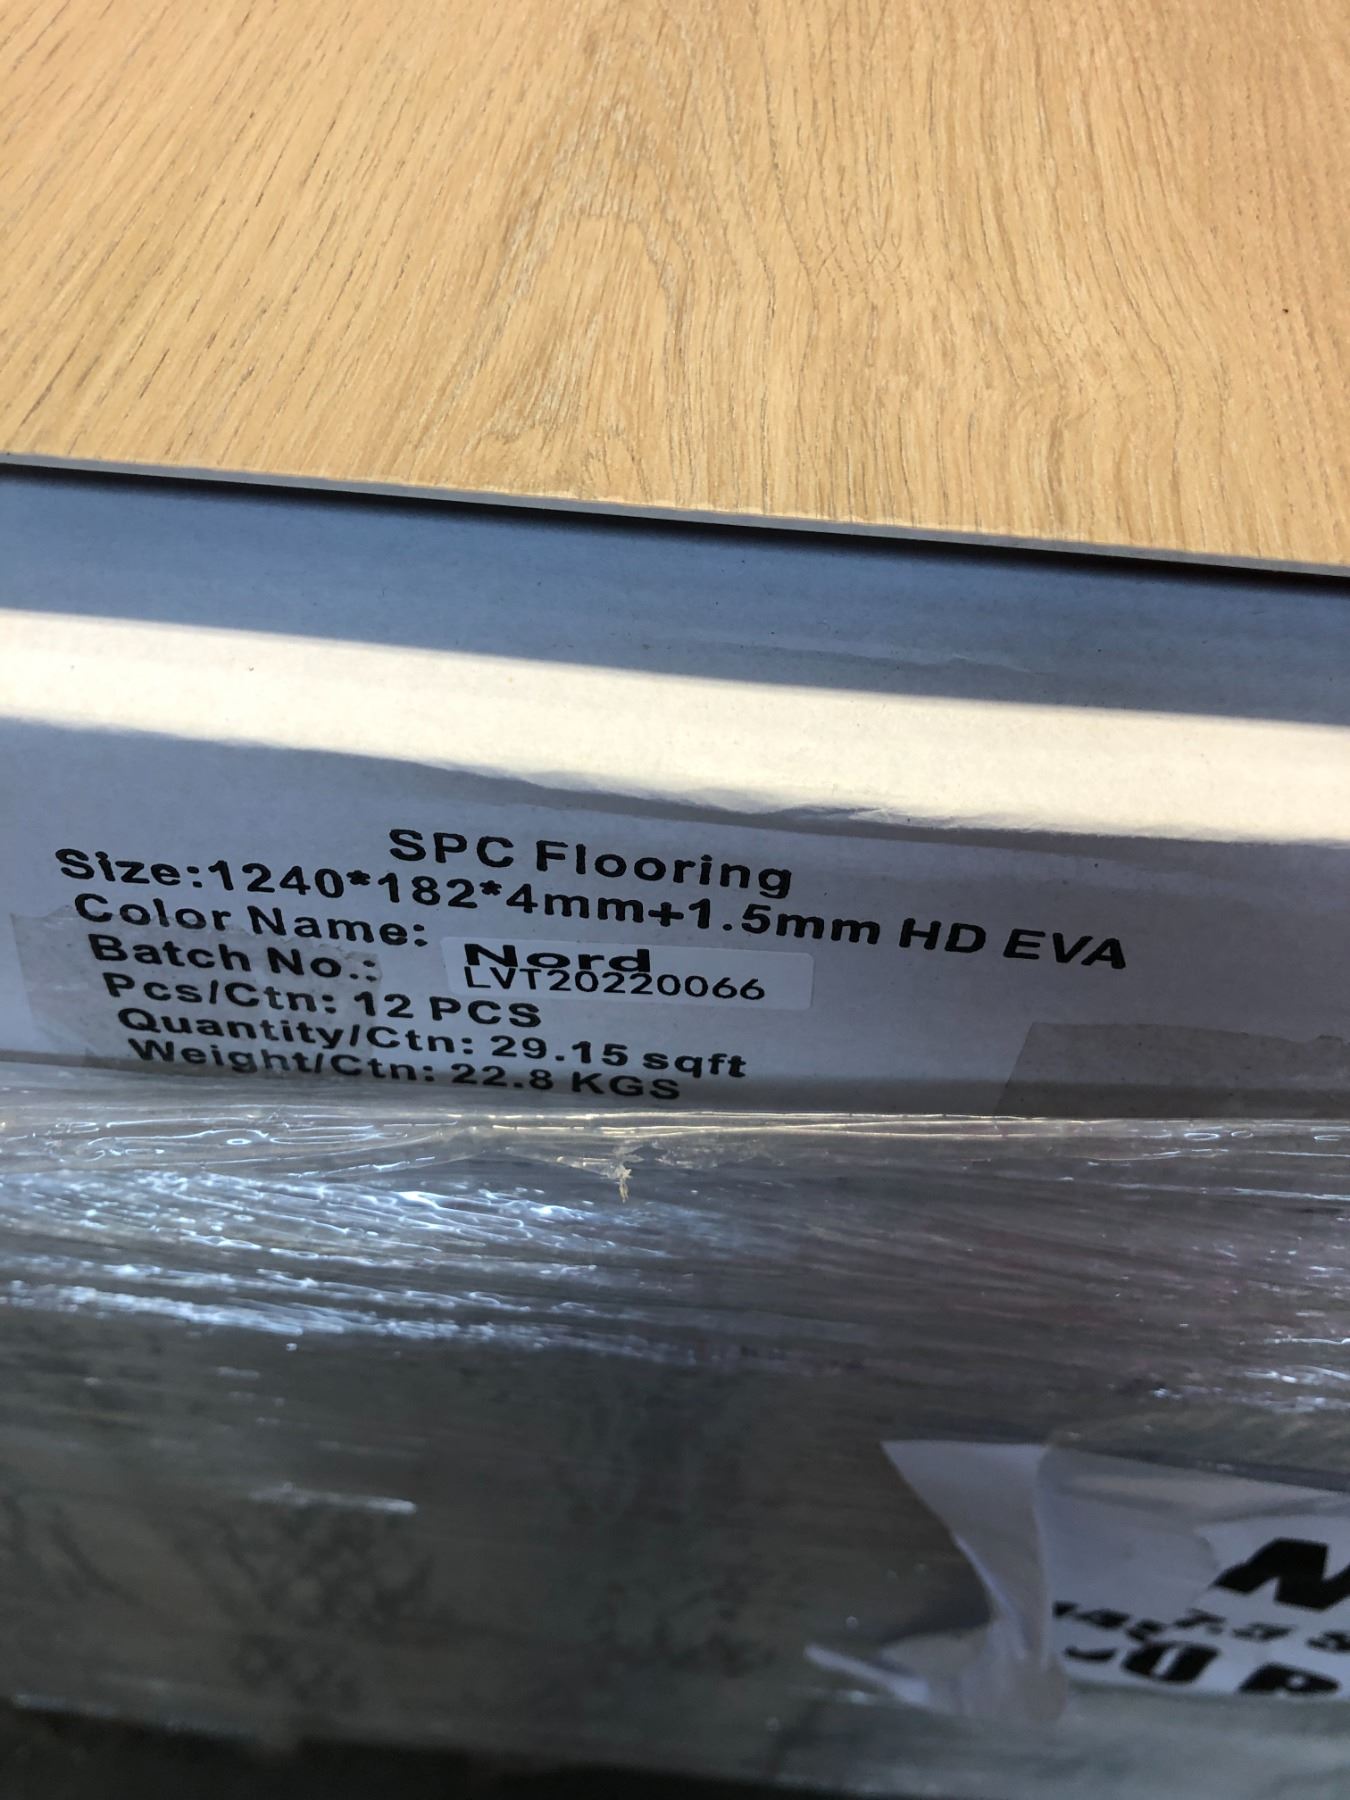 SPC Flooring
Size:1240*182*4mm+1.5mm HD EVA
Color Name: Nord
Batch No.: LVT20220066
Pcs/Ctn: 12 PCS
Quantity/Ctn: 29.15 sqft
Weight/Ctn: 22.8 KGS